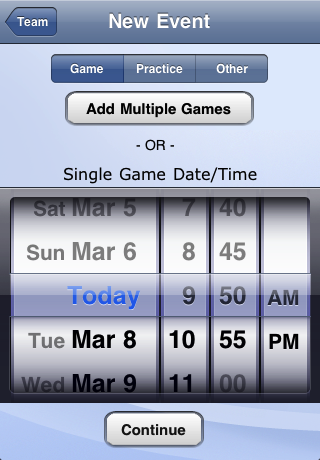 Team New Event
Game Practice Other
Add Multiple Games
- OR -
Single Game Date/Time
Sat Mar 5 7 40
Sun Mar 6 8 45
Today 9 50 AM
Tue Mar 8 10 55 PM
Wed Mar 9 11 00
Continue